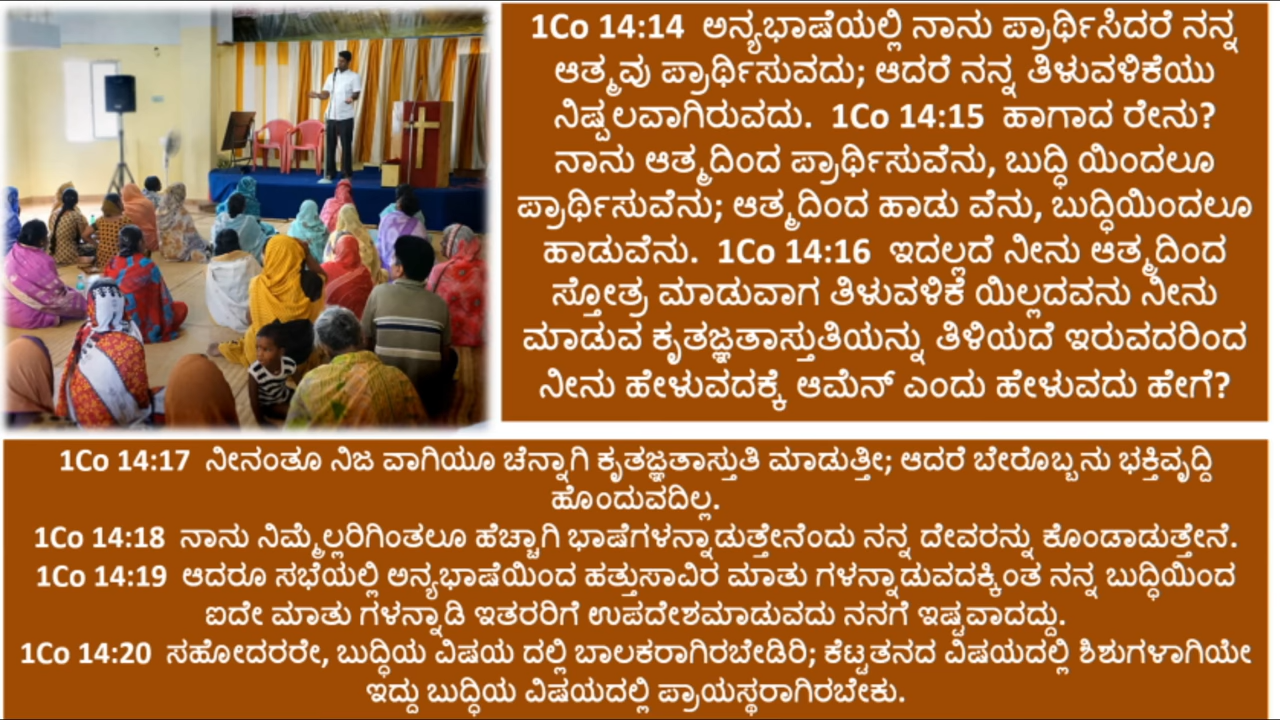 1Co 14:14 ಅನ್ಯಭಾಷೆಯಲ್ಲಿ ನಾನು ಪ್ರಾರ್ಥಿಸಿದರೆ ನನ್ನ
ಆತ್ಮವು ಪ್ರಾರ್ಥಿಸುವದು; ಆದರೆ ನನ್ನ ತಿಳುವಳಿಕೆಯು
ನಿಷ್ಪಲವಾಗಿರುವದು. 1Co 14:15 ಹಾಗಾದ ರೇನು?
ನಾನು ಆತ್ಮದಿಂದ ಪ್ರಾರ್ಥಿಸುವೆನು, ಬುದ್ಧಿ ಯಿಂದಲೂ
ಪ್ರಾರ್ಥಿಸುವೆನು; ಆತ್ಮದಿಂದ ಹಾಡು ವೆನು, ಬುದ್ಧಿಯಿಂದಲೂ
ಹಾಡುವೆನು. 1Co 14:16 ಇದಲ್ಲದೆ ನೀನು ಆತ್ಮದಿಂದ
ಸ್ತೋತ್ರ ಮಾಡುವಾಗ ತಿಳುವಳಿಕೆ ಯಿಲ್ಲದವನು ನೀನು
ಮಾಡುವ ಕೃತಜ್ಞತಾಸ್ತುತಿಯನ್ನು ತಿಳಿಯದೆ ಇರುವದರಿಂದ
ನೀನು ಹೇಳುವದಕ್ಕೆ ಆಮೆನ್ ಎಂದು ಹೇಳುವದು ಹೇಗೆ?
1Co 14:17 ನೀನಂತೂ ನಿಜ ವಾಗಿಯೂ ಚೆನ್ನಾಗಿ ಕೃತಜ್ಞತಾಸ್ತುತಿ ಮಾಡುತ್ತೀ; ಆದರೆ ಬೇರೊಬ್ಬನು ಭಕ್ತಿವೃದ್ದಿ
ಹೊಂದುವದಿಲ್ಲ.
1Co 14:18 ನಾನು ನಿಮ್ಮೆಲ್ಲರಿಗಿಂತಲೂ ಹೆಚ್ಚಾಗಿ ಭಾಷೆಗಳನ್ನಾಡುತ್ತೇನೆಂದು ನನ್ನ ದೇವರನ್ನು ಕೊಂಡಾಡುತ್ತೇನೆ.
1Co 14:19 ಆದರೂ ಸಭೆಯಲ್ಲಿ ಅನ್ಯಭಾಷೆಯಿಂದ ಹತ್ತುಸಾವಿರ ಮಾತು ಗಳನ್ನಾಡುವದಕ್ಕಿಂತ ನನ್ನ ಬುದ್ಧಿಯಿಂದ
ಐದೇ ಮಾತು ಗಳನ್ನಾಡಿ ಇತರರಿಗೆ ಉಪದೇಶಮಾಡುವದು ನನಗೆ ಇಷ್ಟವಾದದ್ದು.
1Co 14:20 ಸಹೋದರರೇ, ಬುದ್ಧಿಯ ವಿಷಯ ದಲ್ಲಿ ಬಾಲಕರಾಗಿರಬೇಡಿರಿ; ಕೆಟ್ಟತನದ ವಿಷಯದಲ್ಲಿ ಶಿಶುಗಳಾಗಿಯೇ
ಇದ್ದು ಬುದ್ಧಿಯ ವಿಷಯದಲ್ಲಿ ಪ್ರಾಯಸ್ಥರಾಗಿರಬೇಕು.